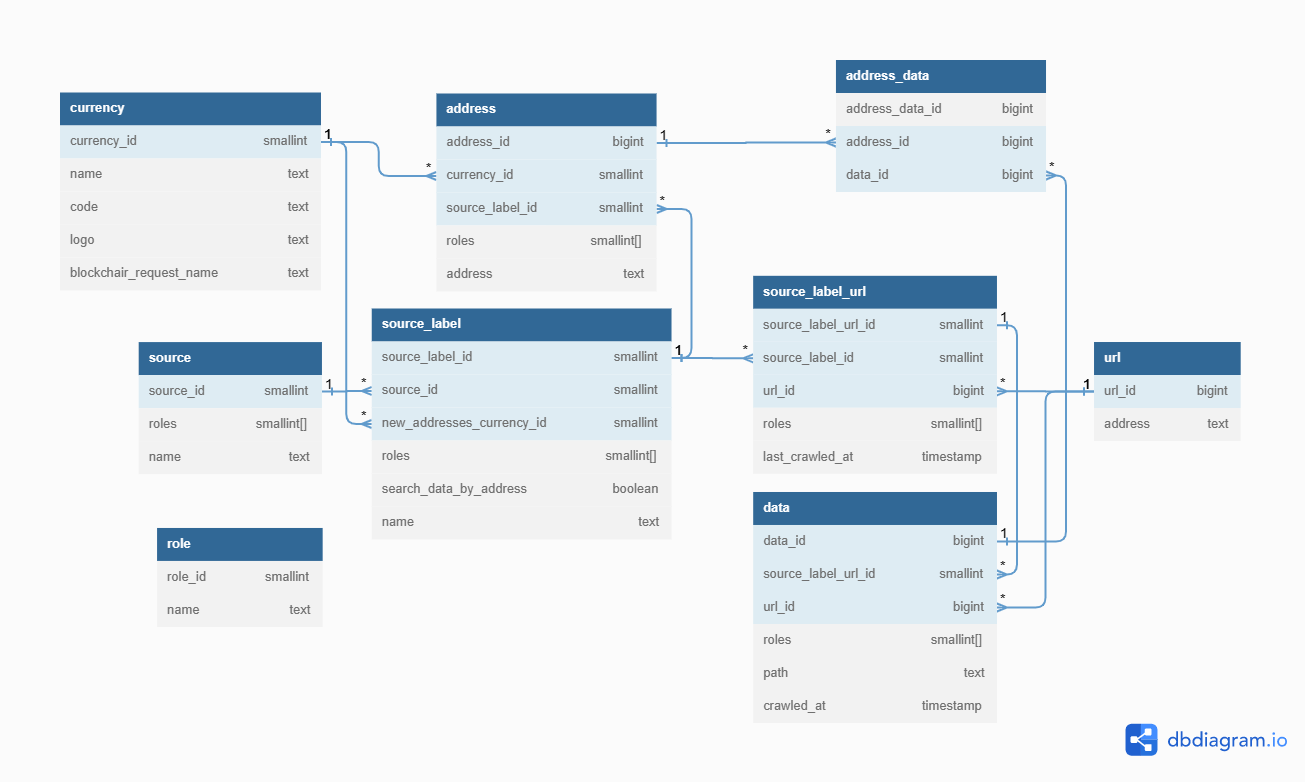 currency
currency_id smallint
name text
code text
logo text
blockchair_request_name text
address
address_id bigint
currency_id smallint
source_label_id smallint
roles smallint[]
address text
address_data
address_data_id bigint
address_id bigint
data_id bigint
source
source_id smallint
roles smallint[]
name text
source_label
source_label_id smallint
source_id smallint
new_addresses_currency_id smallint
roles smallint[]
search_data_by_address boolean
name text
source_label_url
source_label_url_id smallint
source_label_id smallint
url_id bigint
roles smallint[]
last_crawled_at timestamp
url
url_id bigint
address text
role
role_id smallint
name text
data
data_id bigint
source_label_url_id smallint
url_id bigint
roles smallint[]
path text
crawled_at timestamp
1
*
1
*
*
*
1
*
1
*
1
*
*
1
1
*
*
dbdiagram.io